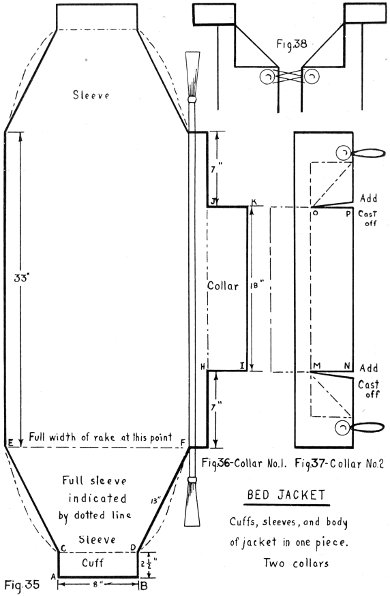 Fig.38
Sleeve
7"
J
K
Add
O
P
Cast
off
33"
Collar
18"
H
I
M
N
Add
Cast
off
7"
E
Full width of rake at this point
F
Fig.36-Collar No.1.
Fig.37-Collar No.2
Full sleeve
indicated
by dotted line
13"
Sleeve
C
D
Cuff
2½"
A
8"
B
Fig.35
BED JACKET
Cuffs, sleeves, and body
of jacket in one piece.
Two collars